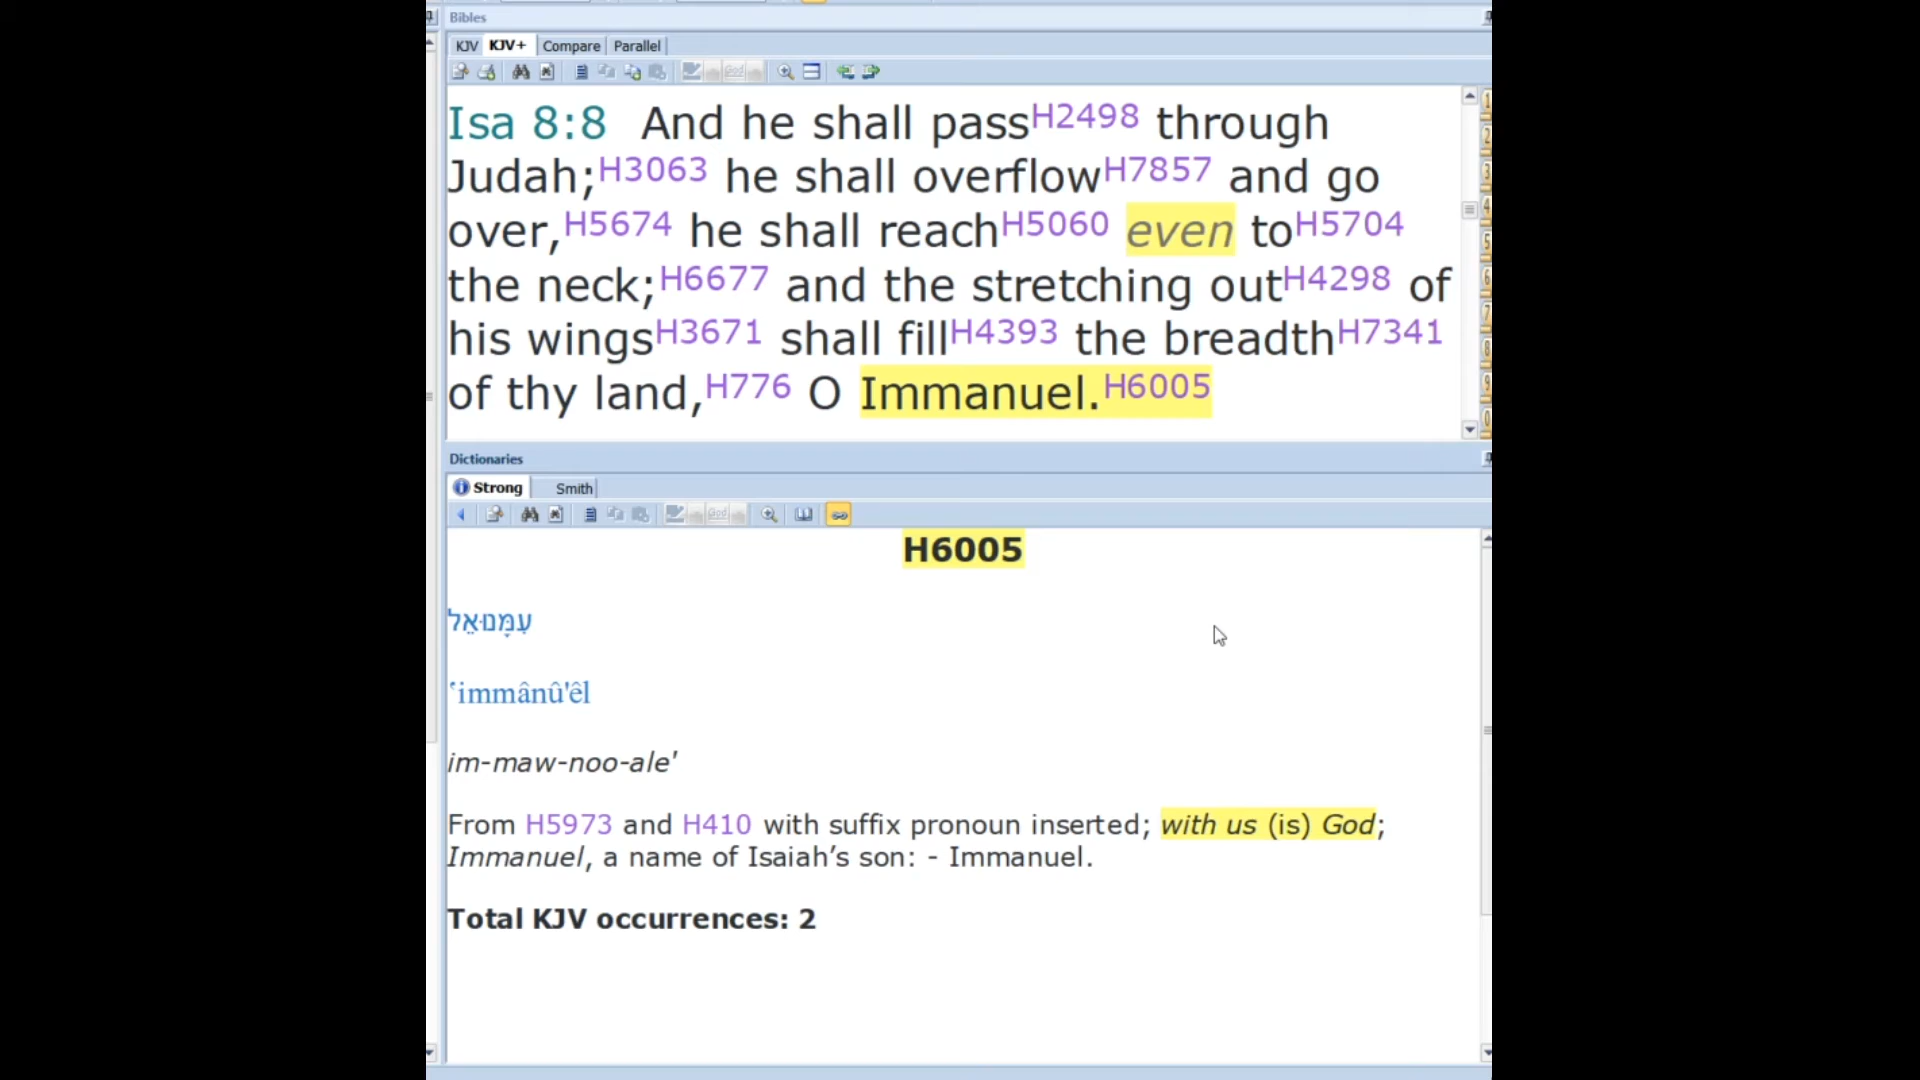 Bibles
KJV KJV+ Compare Parallel
Isa 8:8 And he shall passH2498 through
Judah;H3063 he shall overflowH7857 and go
over,H5674 he shall reachH5060 even toH5704
the neck;H6677 and the stretching outH4298 of
his wingsH3671 shall fillH4393 the breadthH7341
of thy land,H776 O Immanuel.H6005
Dictionaries
Strong Smith
H6005
עִמָּנוּאֵל
‛immânû'êl
im-maw-noo-ale'
From H5973 and H410 with suffix pronoun inserted; with us (is) God;
Immanuel, a name of Isaiah’s son: - Immanuel.
Total KJV occurrences: 2